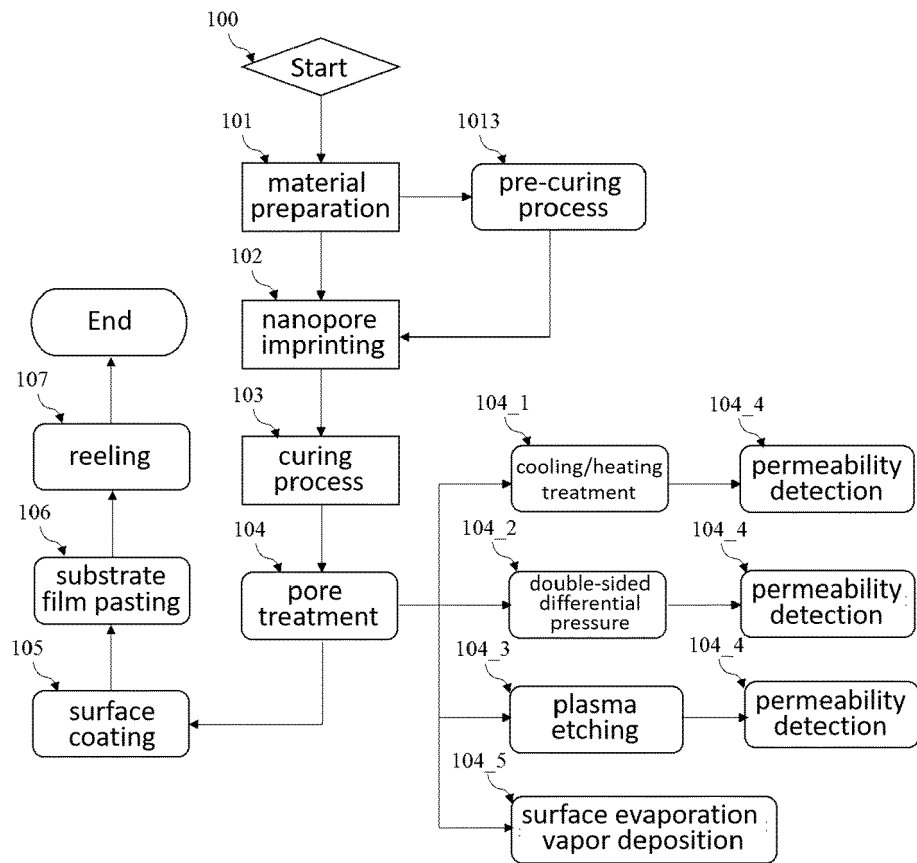 100
Start
101
material
preparation
1013
pre-curing
process
102
nanopore
imprinting
End
103
curing
process
107
reeling
104
pore
treatment
106
substrate
film pasting
105
surface
coating
104_1
cooling/heating
treatment
104_4
permeability
detection
104_2
double-sided
differential
pressure
104_4
permeability
detection
104_3
plasma
etching
104_4
permeability
detection
104_5
surface evaporation
vapor deposition